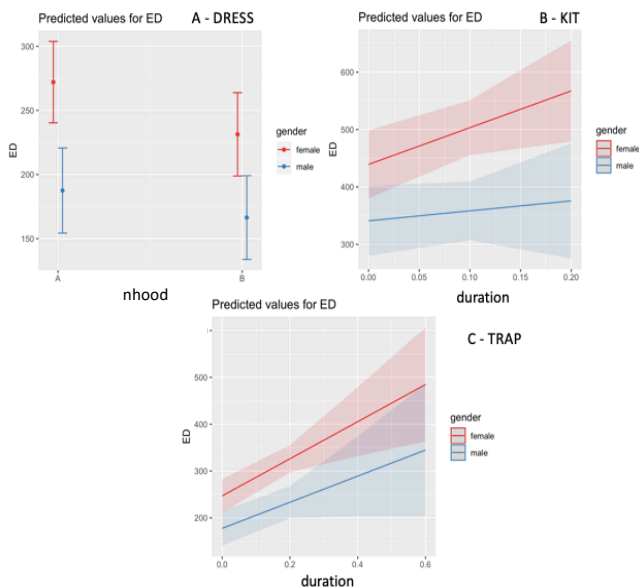 Predicted values for ED
A - DRESS
300
250
200
150
ED
A
B
nhood
gender
female
male
Predicted values for ED
B - KIT
600
500
400
300
ED
0.00
0.05
0.10
0.15
0.20
duration
gender
female
male
Predicted values for ED
C - TRAP
500
400
300
200
ED
0.0
0.2
0.4
0.6
duration
gender
female
male